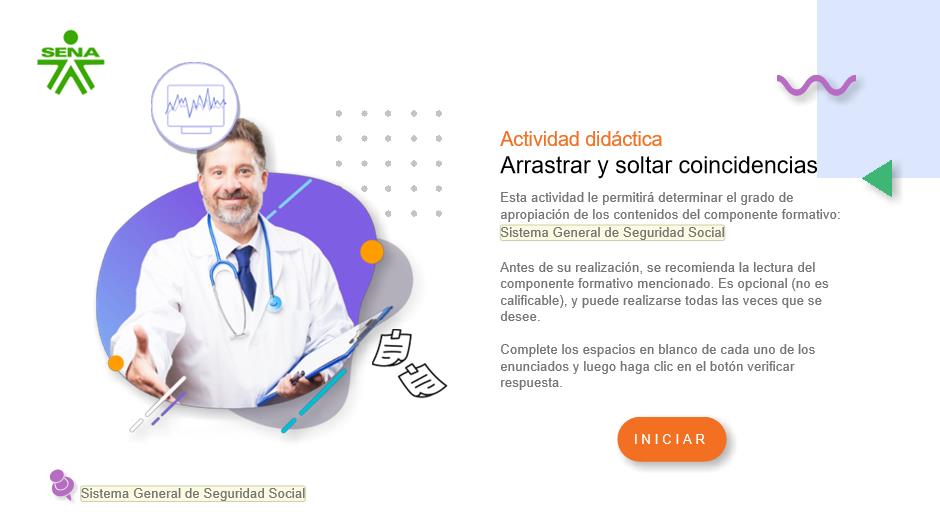 SENA
Actividad didáctica
Arrastrar y soltar coincidencias
Esta actividad le permitirá determinar el grado de
apropiación de los contenidos del componente formativo:
Sistema General de Seguridad Social
Antes de su realización, se recomienda la lectura del
componente formativo mencionado. Es opcional (no es
calificable), y puede realizarse todas las veces que se
desee.
Complete los espacios en blanco de cada uno de los
enunciados y luego haga clic en el botón verificar
respuesta.
INICIAR
Sistema General de Seguridad Social